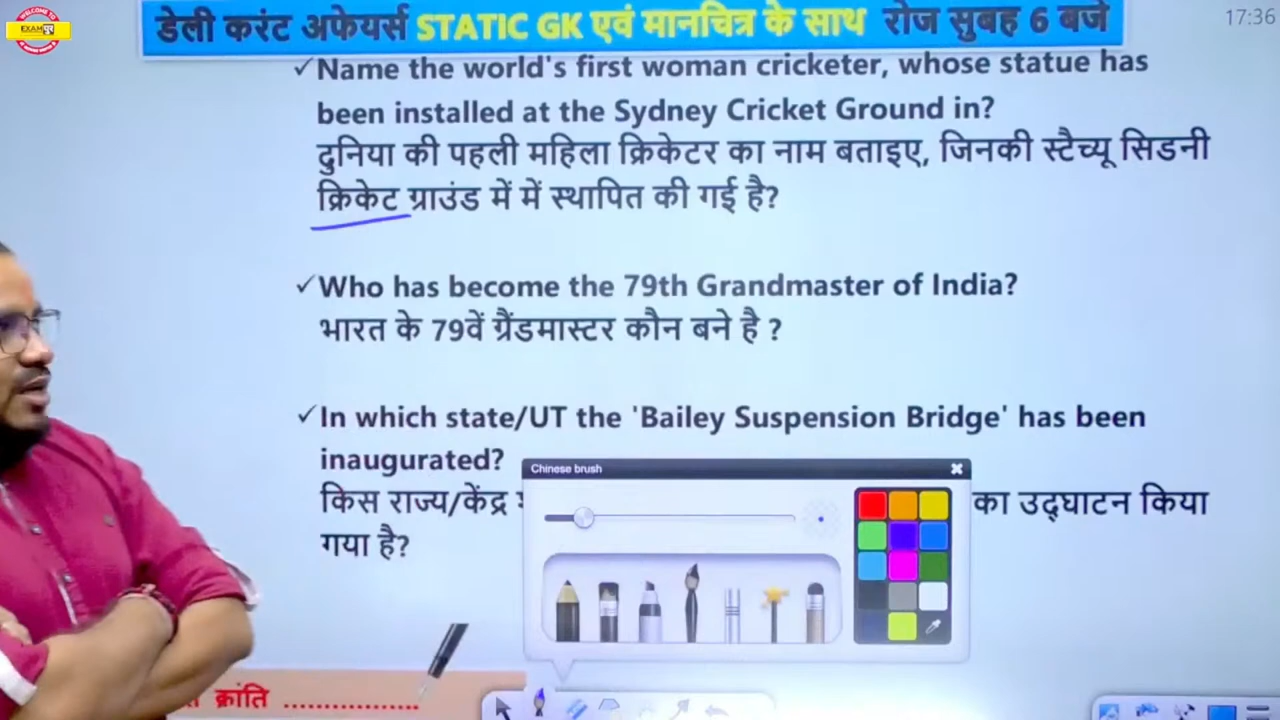 डेली करंट अफेयर्स STATIC GK एवं मानचित्र के साथ रोज सुबह 6 बजे
17:36
WELCOME TO
EXAM
✓Name the world's first woman cricketer, whose statue has
been installed at the Sydney Cricket Ground in?
दुनिया की पहली महिला क्रिकेटर का नाम बताइए, जिनकी स्टैच्यू सिडनी
क्रिकेट ग्राउंड में में स्थापित की गई है?
✓Who has become the 79th Grandmaster of India?
भारत के 79वें ग्रैंडमास्टर कौन बने है ?
✓In which state/UT the 'Bailey Suspension Bridge' has been
inaugurated?
Chinese brush
किस राज्य/केंद्र का उद्घाटन किया
गया है?
क्रांति ..................